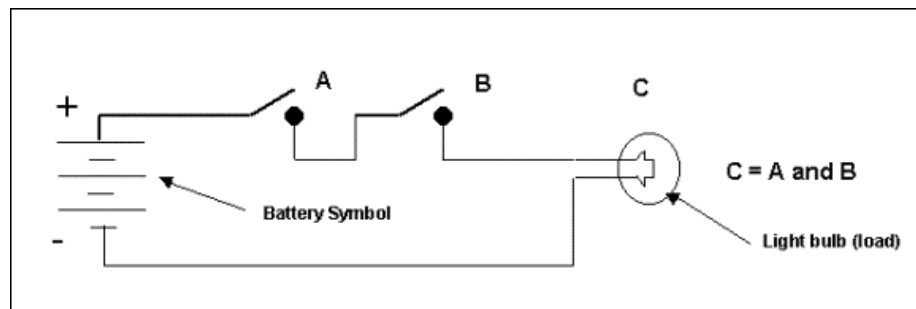 A
B
C
+
C = A and B
Battery Symbol
-
Light bulb (load)